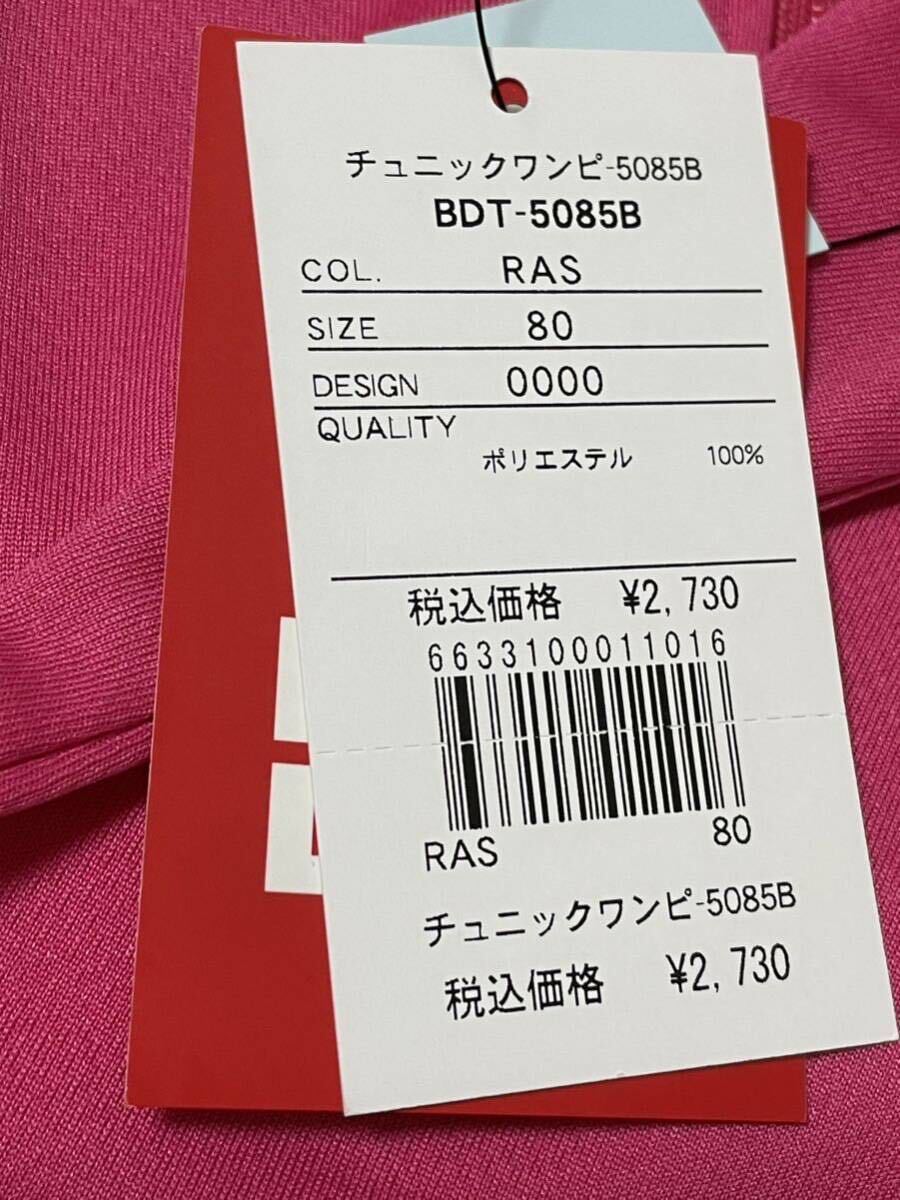 チュニックワンピ-5085B
BDT-5085B
COL. RAS
SIZE 80
DESIGN 0000
QUALITY
ポリエステル 100%
税込価格 ¥2,730
6633100011016
RAS 80
チュニックワンピ-5085B
税込価格 ¥2,730